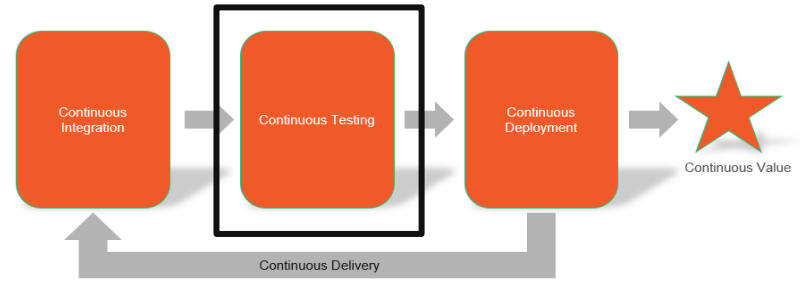 Continuous
Integration
Continuous Testing
Continuous
Deployment
Continuous Value
Continuous Delivery